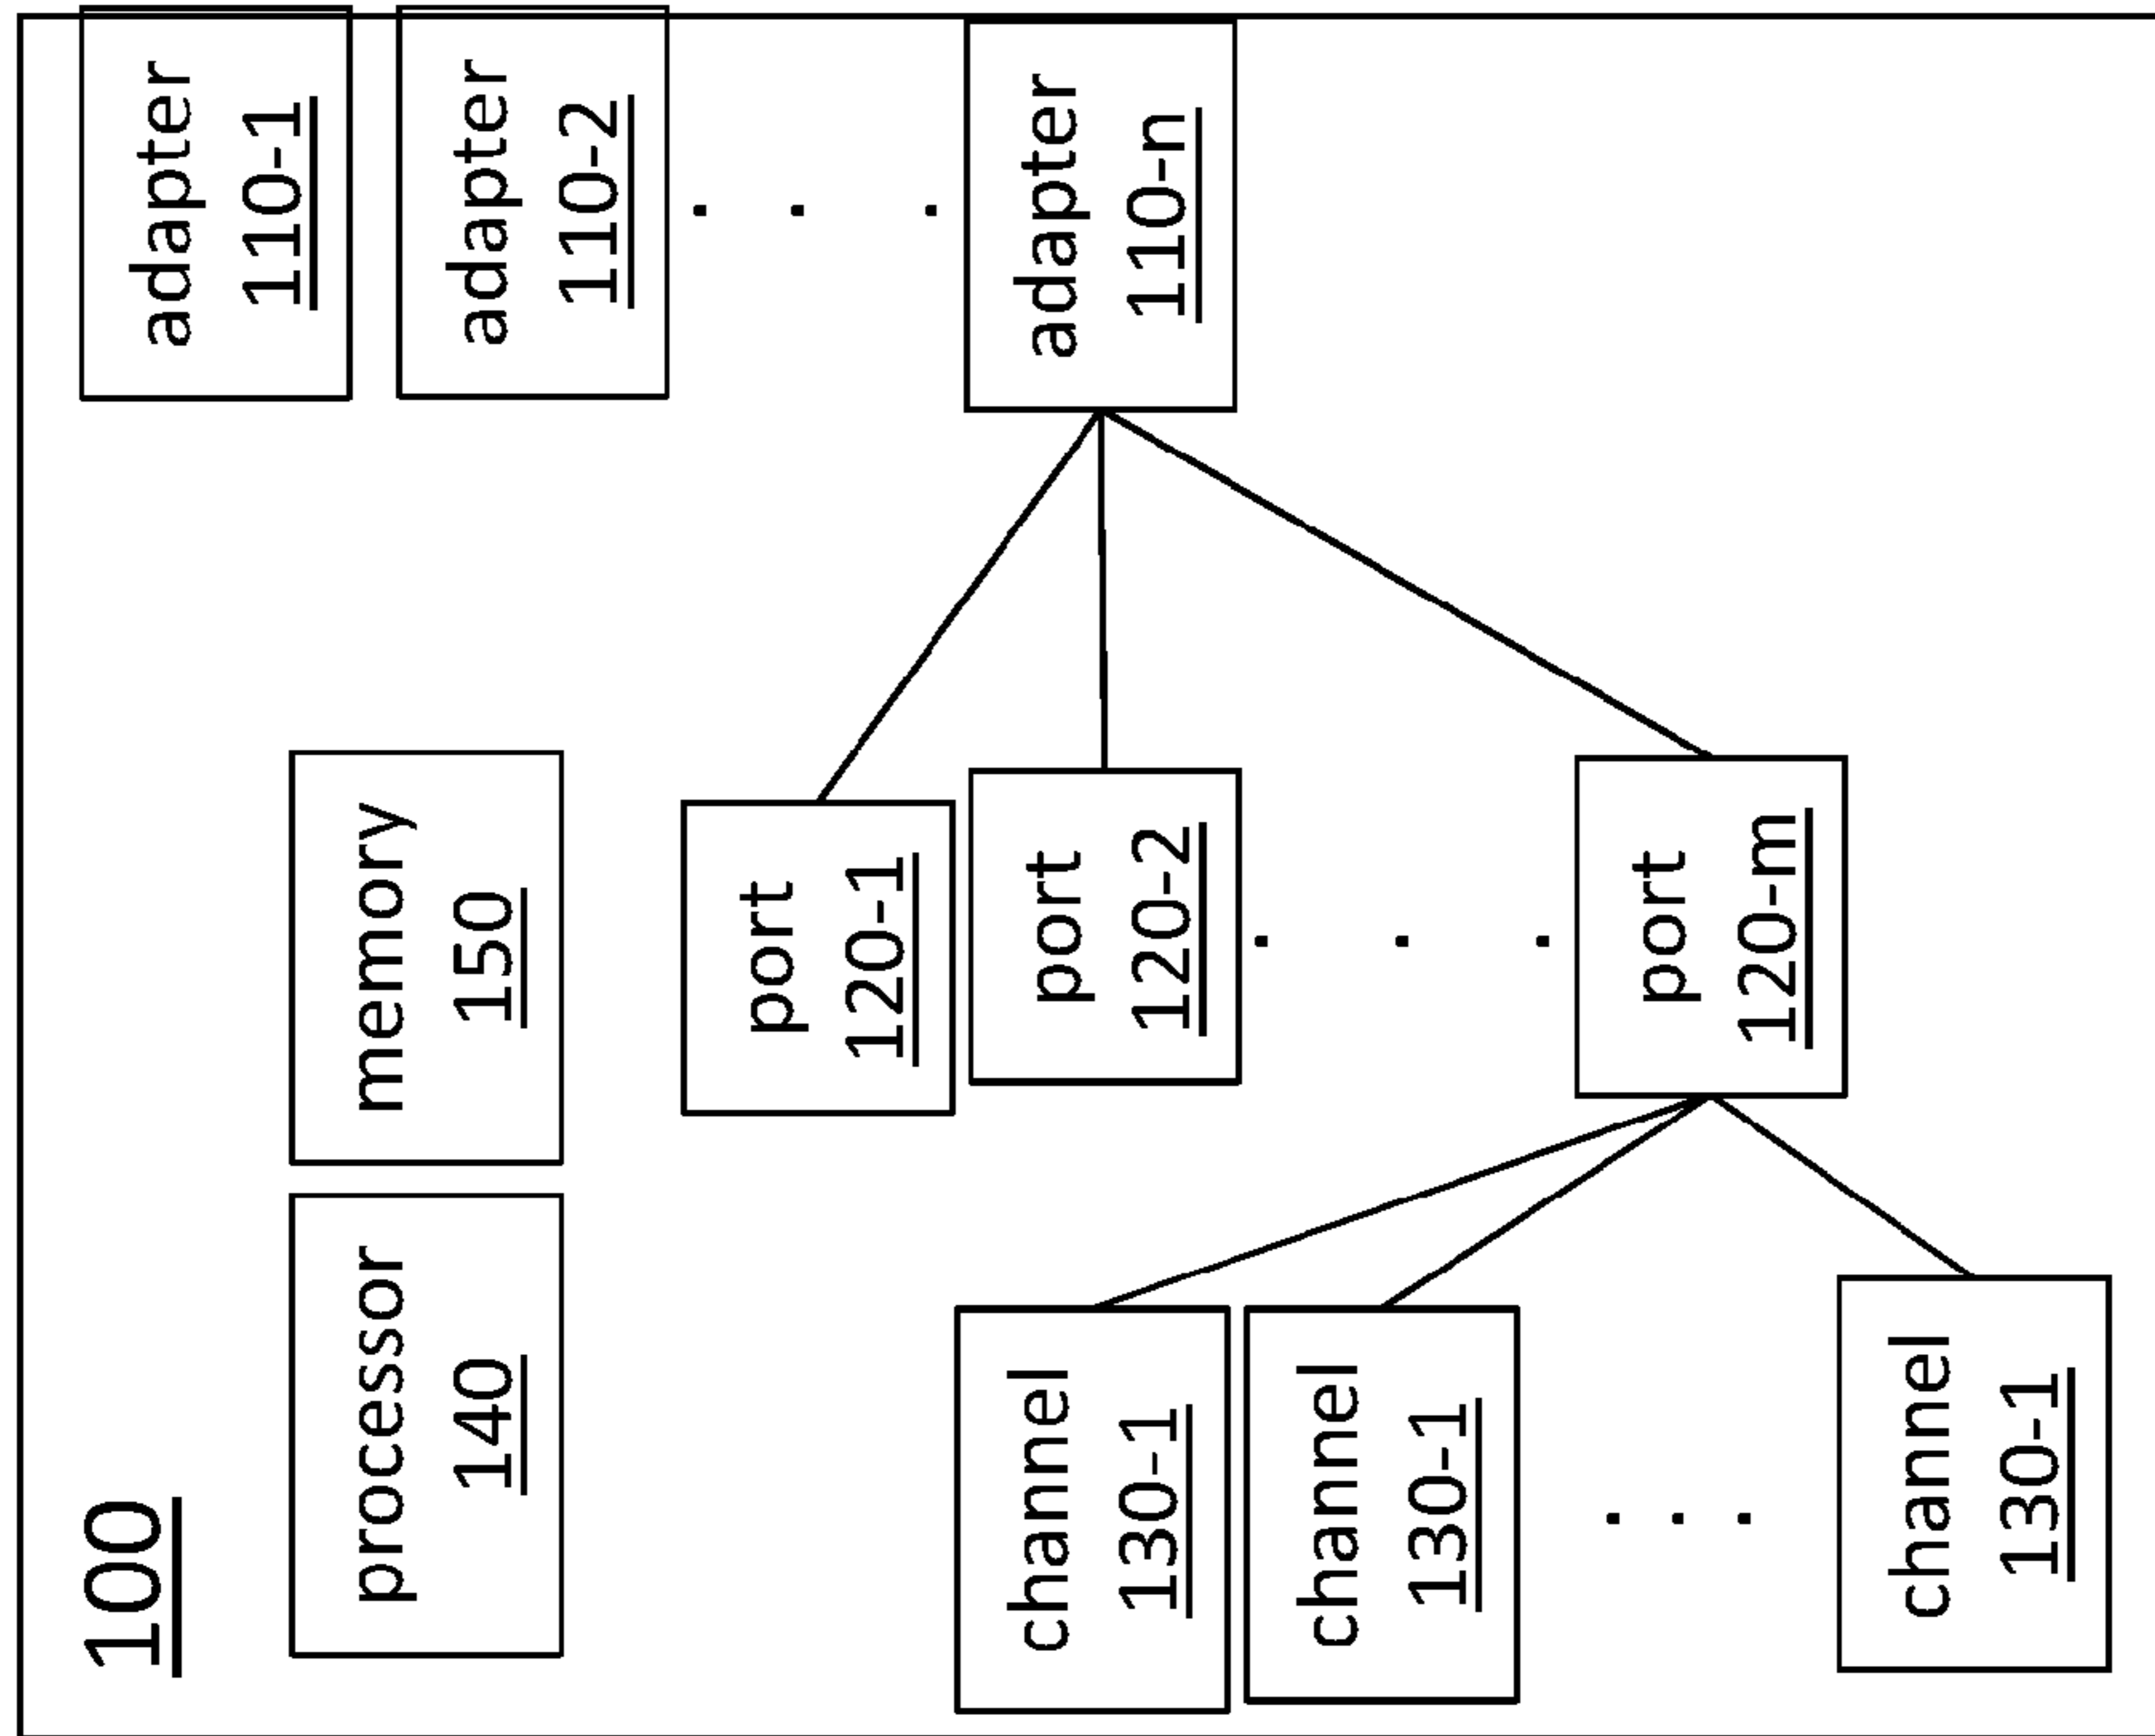 100
processor
140
memory
150
adapter
110-1
adapter
110-2
. . .
adapter
110-n
port
120-1
port
120-2
. . .
port
120-m
channel
130-1
channel
130-1
. . .
channel
130-1